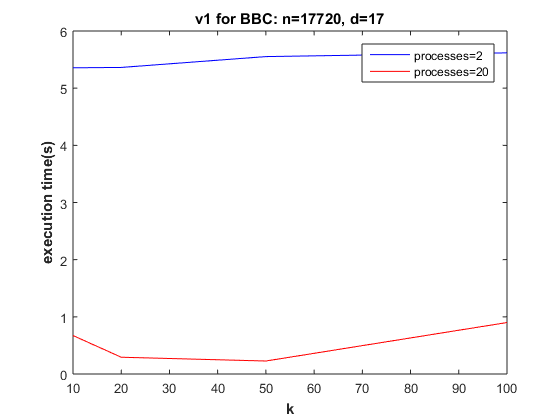 v1 for BBC: n=17720, d=17
6
5
4
3
2
1
0
execution time(s)
processes=2
processes=20
10 20 30 40 50 60 70 80 90 100
k